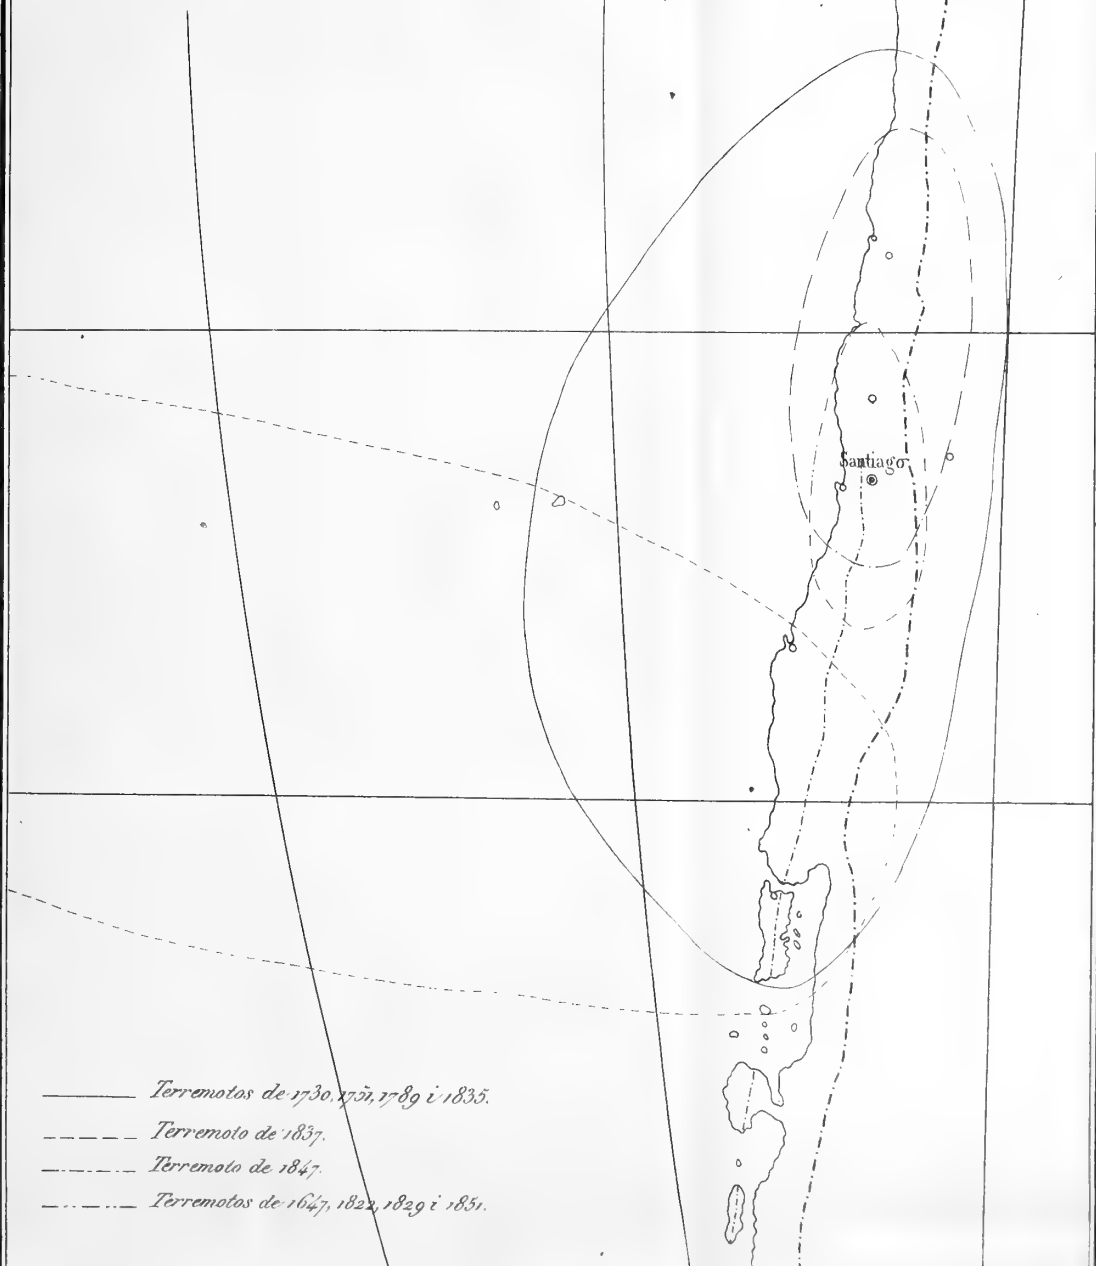 Santiago
Terremotos de 1730, 1751, 1789 i 1835.
Terremoto de 1837.
Terremoto de 1847.
Terremotos de 1647, 1822, 1829 i 1851.